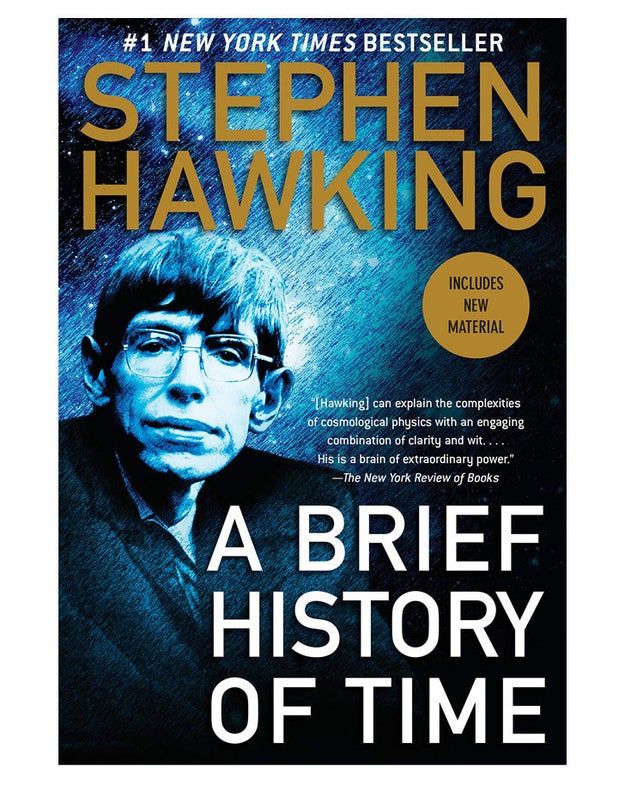 #1 NEW YORK TIMES BESTSELLER
STEPHEN
HAWKING
INCLUDES
NEW
MATERIAL
“[Hawking] can explain the complexities
of cosmological physics with an engaging
combination of clarity and wit. . . .
His is a brain of extraordinary power.”
—The New York Review of Books
A BRIEF
HISTORY
OF TIME